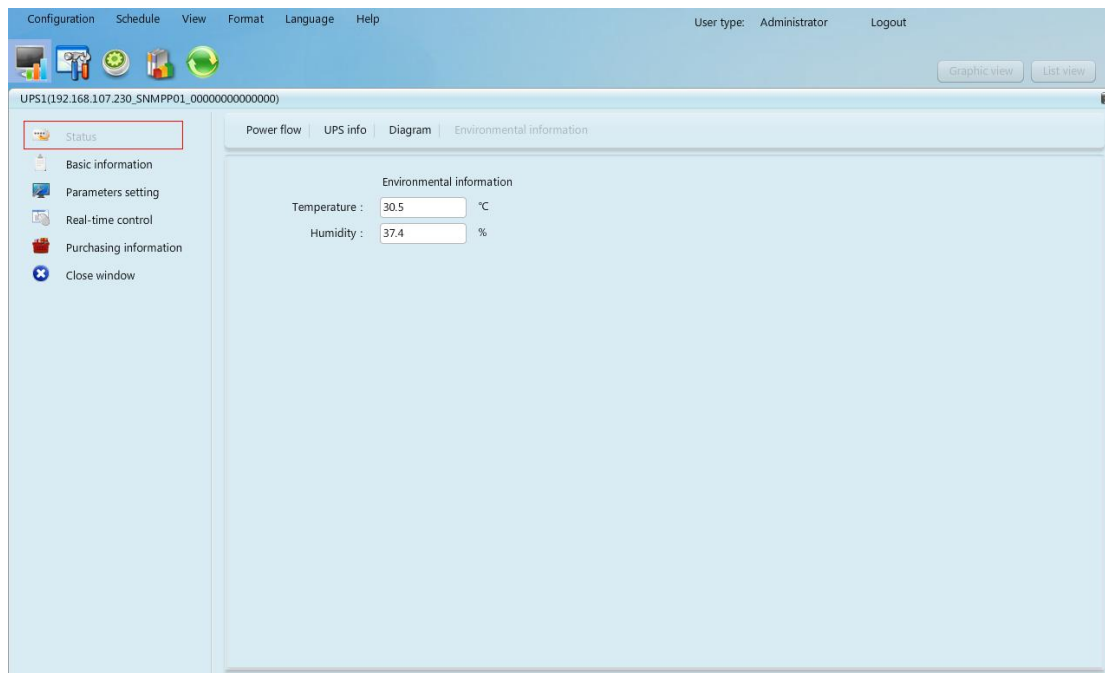 Configuration Schedule View Format Language Help User type: Administrator Logout
Graphic view List view
UPS1(192.168.107.230_SNMPP01_00000000000000)
Status
Basic information
Parameters setting
Real-time control
Purchasing information
Close window
Power flow UPS info Diagram Environmental information
Environmental information
Temperature : 30.5 ℃
Humidity : 37.4 %